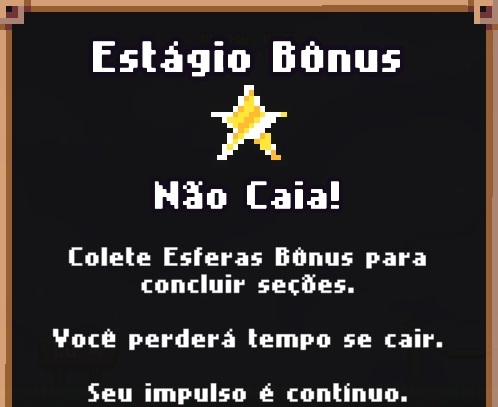 Estágio Bônus
Não Caia!
Colete Esferas Bônus para
concluir seções.
Você perderá tempo se cair.
Seu impulso é contínuo.